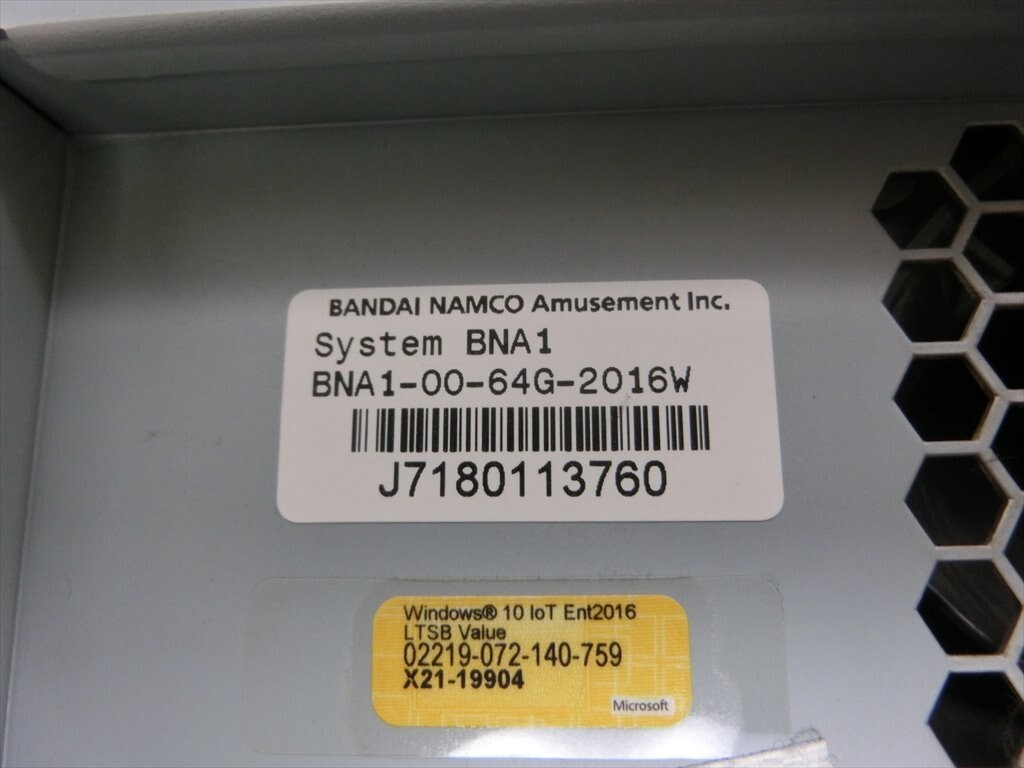 BANDAI NAMCO Amusement Inc.
System BNA1
BNA1-00-64G-2016W
J7180113760
Windows® 10 IoT Ent2016
LTSB Value
02219-072-140-759
X21-19904
Microsoft